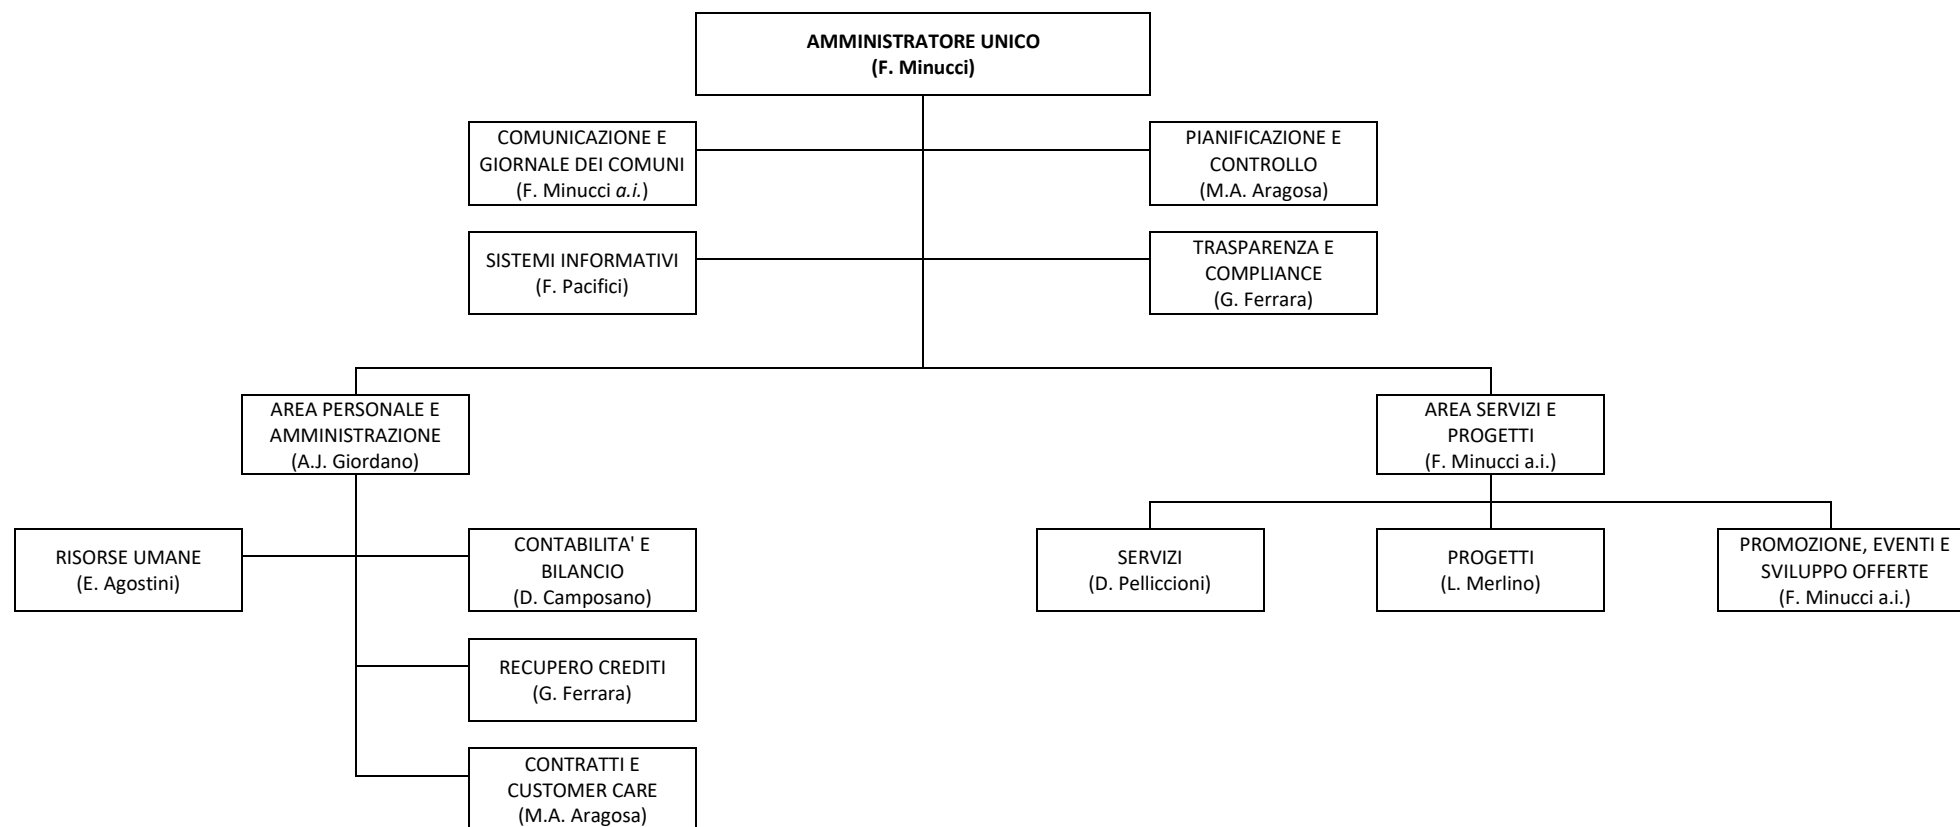 AMMINISTRATORE UNICO
(F. Minucci)
COMUNICAZIONE E
GIORNALE DEI COMUNI
(F. Minucci a.i.)
PIANIFICAZIONE E
CONTROLLO
(M.A. Aragosa)
SISTEMI INFORMATIVI
(F. Pacifici)
TRASPARENZA E
COMPLIANCE
(G. Ferrara)
AREA PERSONALE E
AMMINISTRAZIONE
(A.J. Giordano)
AREA SERVIZI E
PROGETTI
(F. Minucci a.i.)
RISORSE UMANE
(E. Agostini)
CONTABILITA' E
BILANCIO
(D. Camposano)
SERVIZI
(D. Pelliccioni)
PROGETTI
(L. Merlino)
PROMOZIONE, EVENTI E
SVILUPPO OFFERTE
(F. Minucci a.i.)
RECUPERO CREDITI
(G. Ferrara)
CONTRATTI E
CUSTOMER CARE
(M.A. Aragosa)